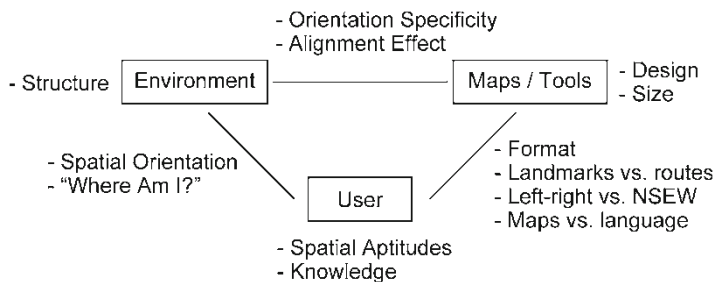 - Orientation Specificity
- Alignment Effect
- Structure
Environment
Maps / Tools
- Design
- Size
- Spatial Orientation
- “Where Am I?”
- Format
- Landmarks vs. routes
- Left-right vs. NSEW
- Maps vs. language
User
- Spatial Aptitudes
- Knowledge